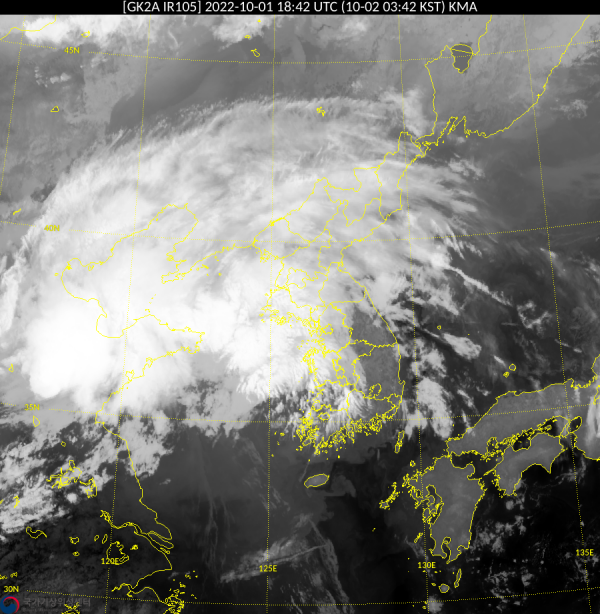 [GK2A IR105] 2022-10-01 18:42 UTC (10-02 03:42 KST) KMA
45N
40N
35N
135E
125E
130E
120E
30N